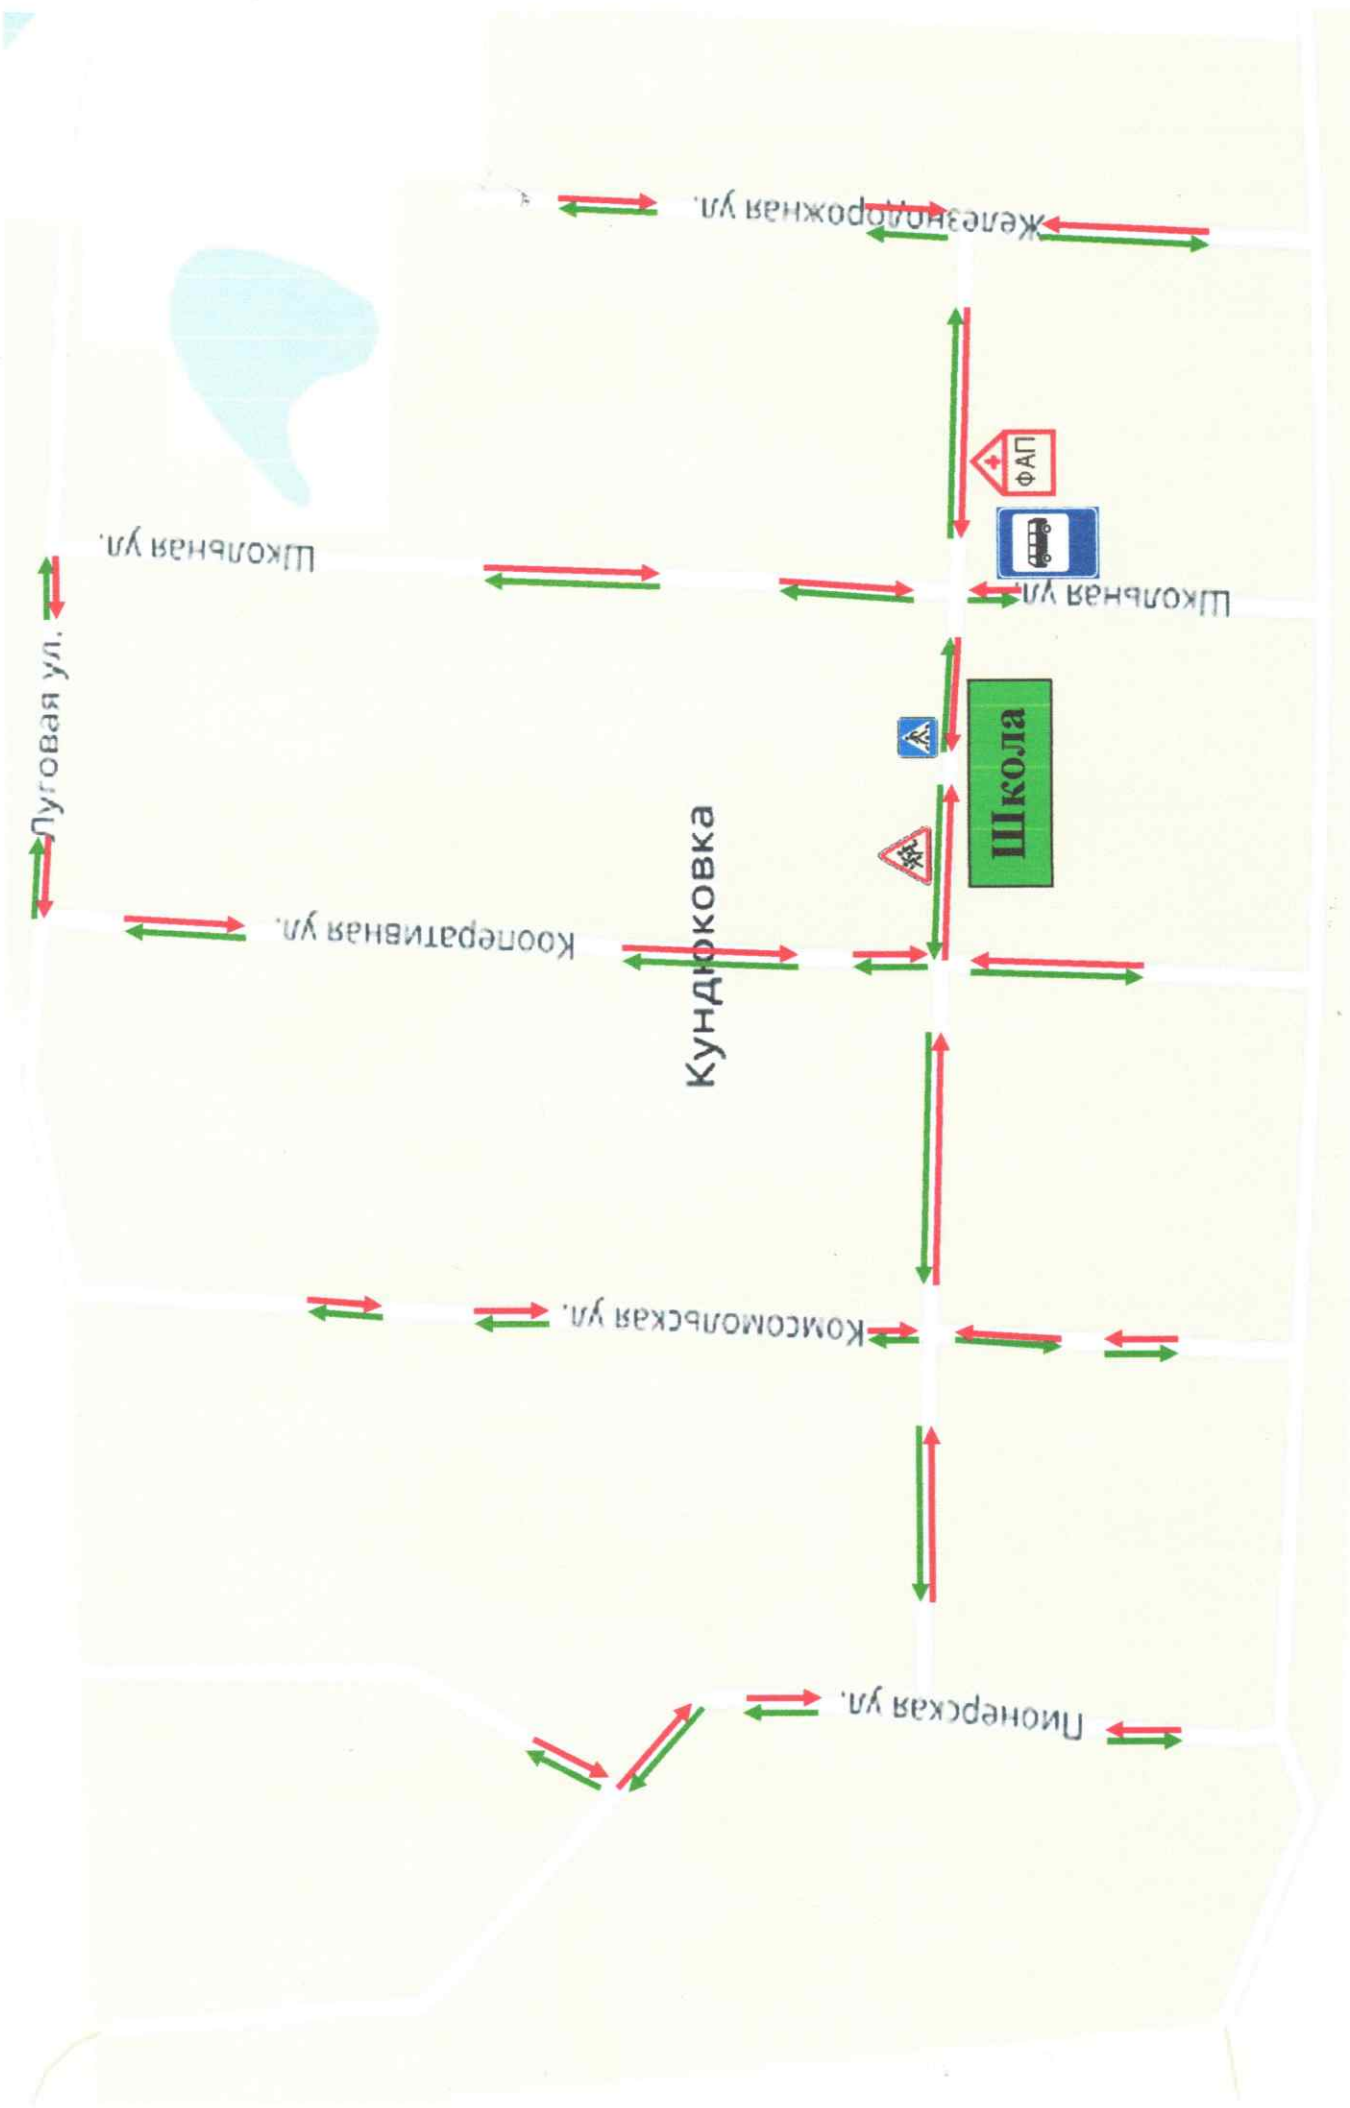 Железнодорожная ул.
ФАП
Школьная ул.
Школьная ул.
Луговая ул.
Школа
Кооперативная ул.
Кундюковка
Комсомольская ул.
Пионерская ул.